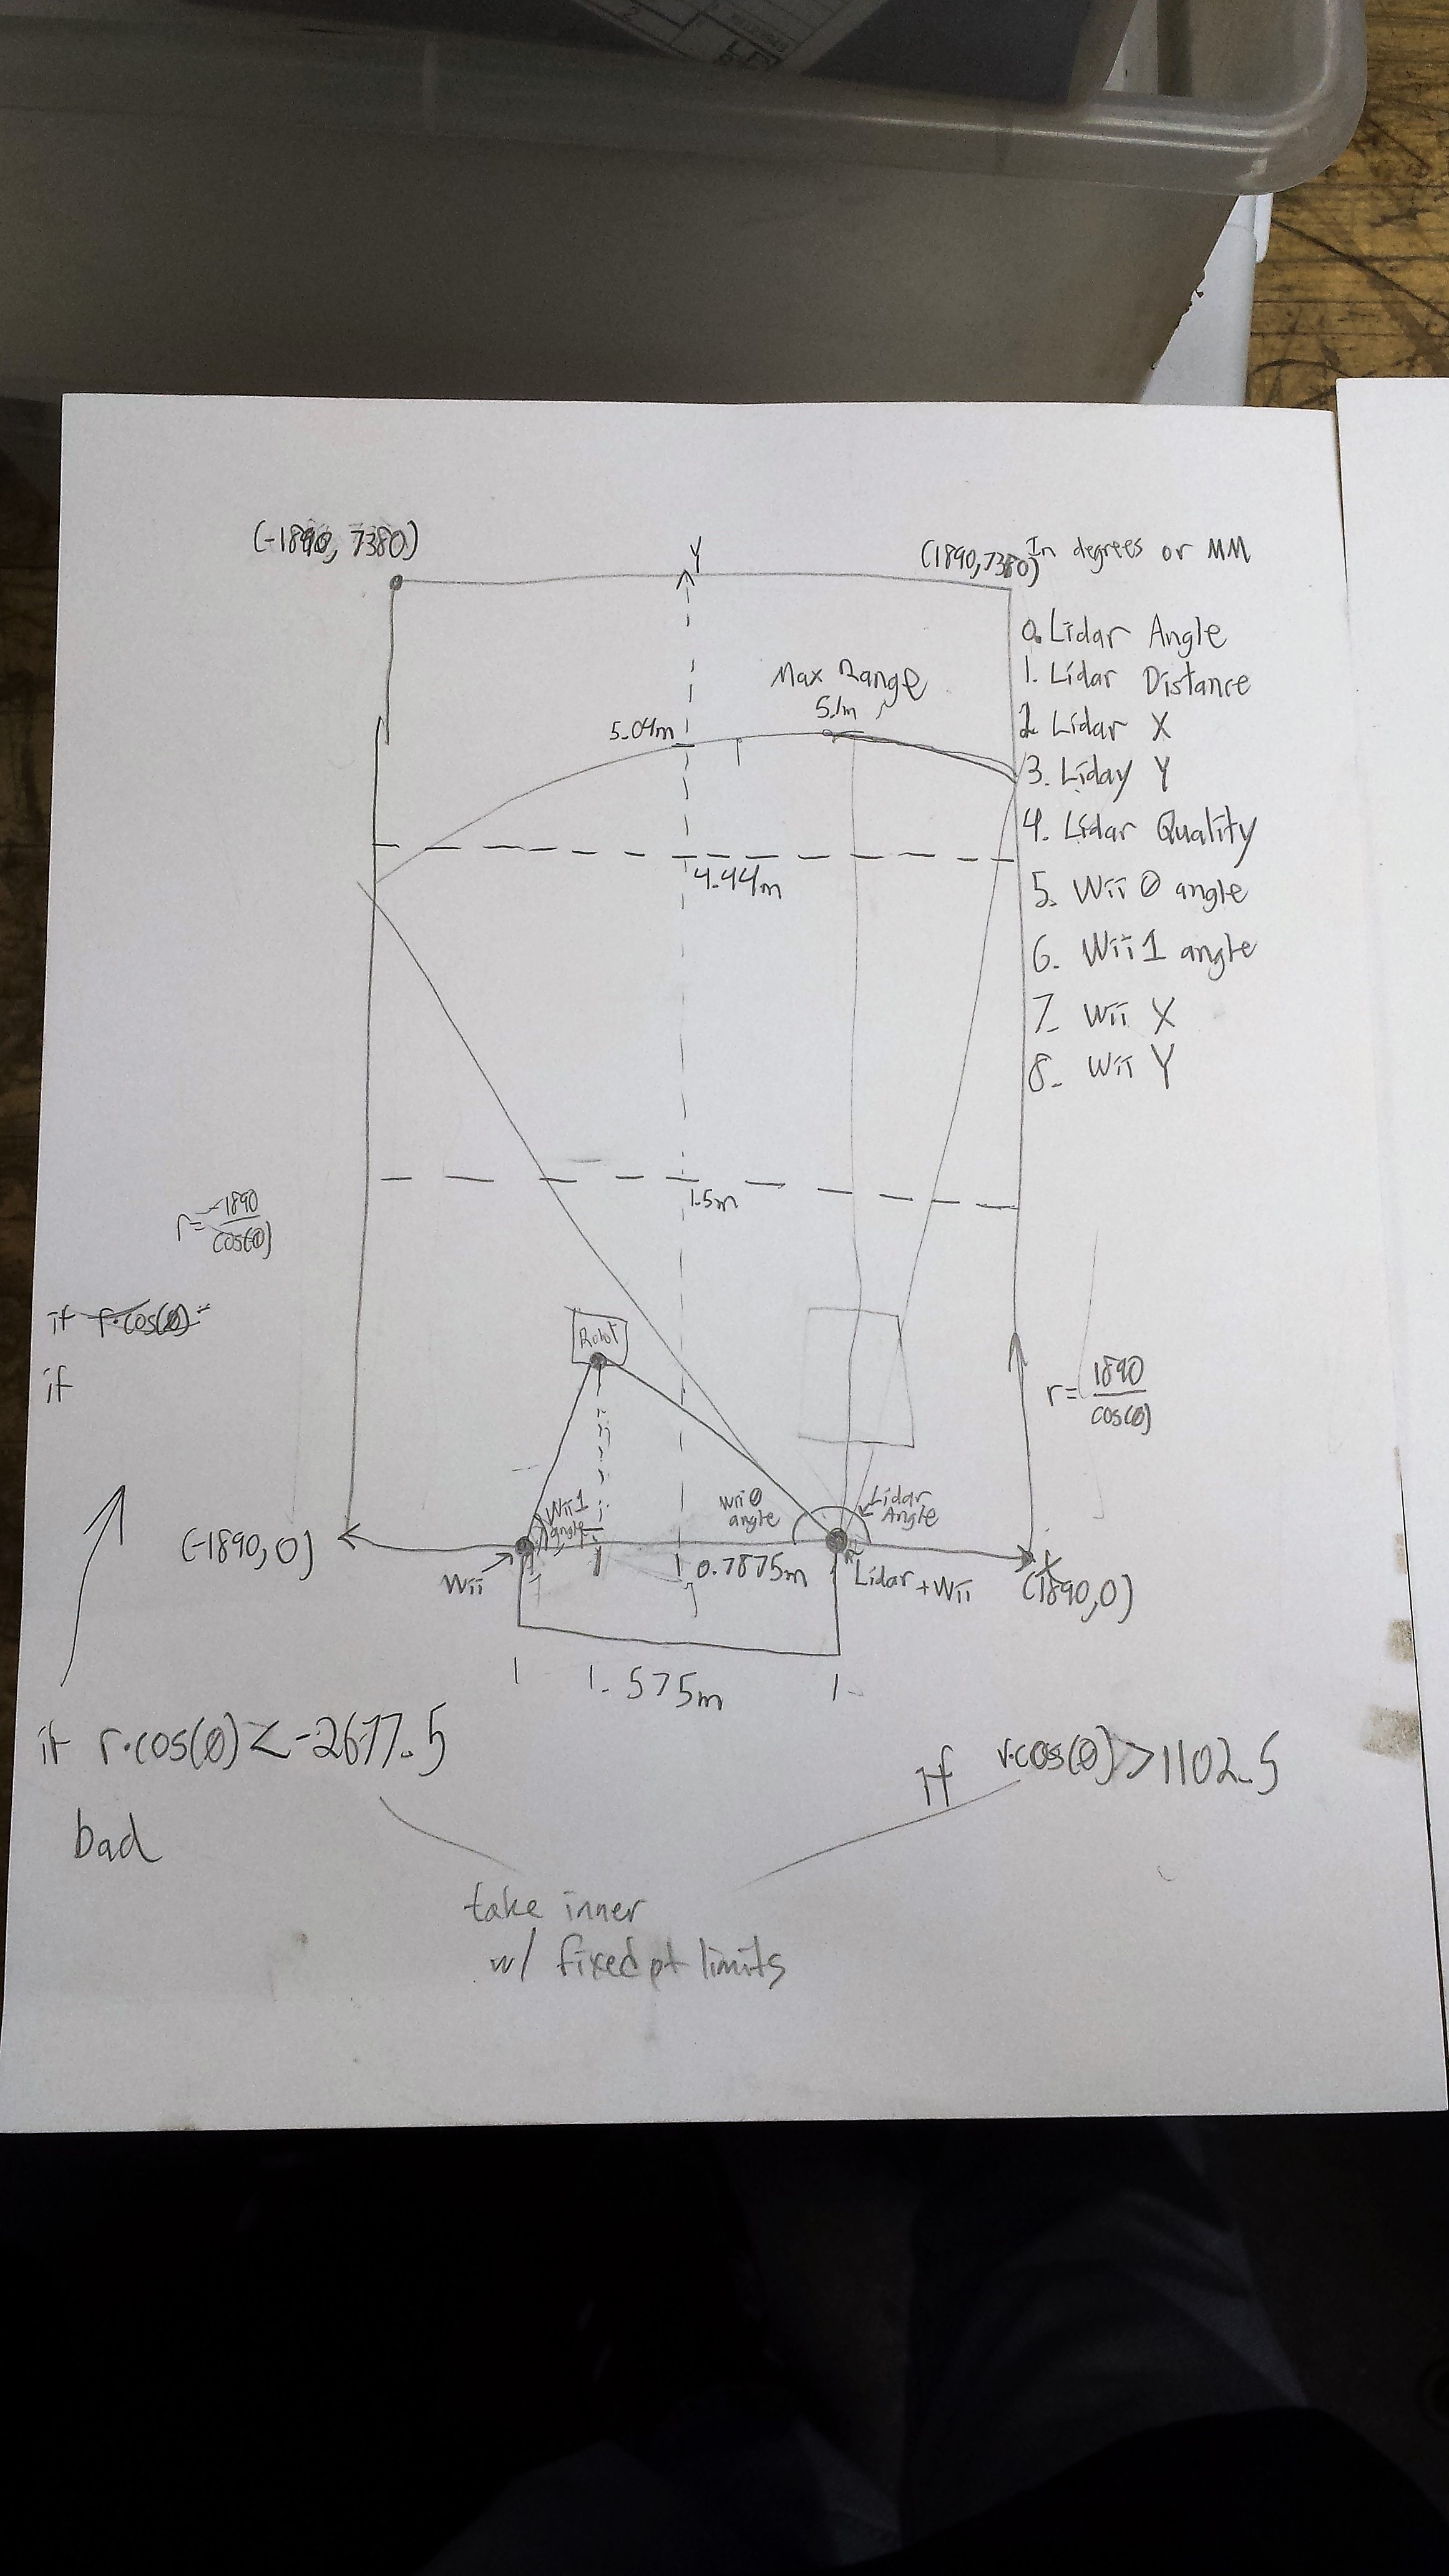 (-1890, 7380)
Y
(1890,7380)
In degrees or MM
0. Lidar Angle
1. Lidar Distance
2. Lidar X
3. Liday Y
4. Lidar Quality
5. Wii 0 angle
6. Wii 1 angle
7. Wii X
8. Wii Y
Max Range
5.1m
5.04m
4.44m
1.5m
r= -1890
cos(θ)
if r·cos(θ)
if
Robot
r= 1890
cos(θ)
Wii 1
angle
Wii 0
angle
Lidar
Angle
(-1890, 0)
Wii
0.7875m
Lidar + Wii
X
(1890,0)
1.575m
if r·cos(θ) < -2677.5
bad
if r·cos(θ) > 1102.5
take inner
w/ fixed pt limits